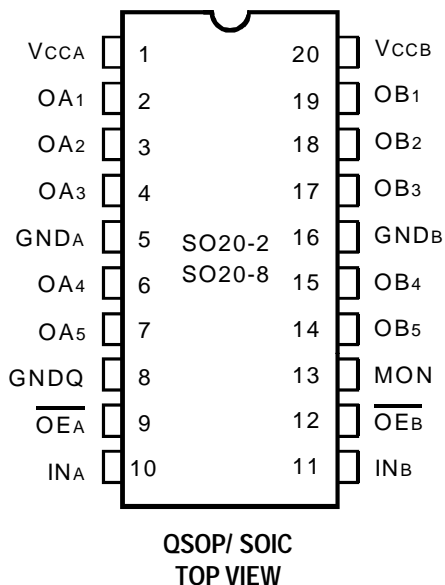 VCCA 1 20 VCCB
OA1 2 19 OB1
OA2 3 18 OB2
OA3 4 17 OB3
GNDA 5 SO20-2 16 GNDB
SO20-8
OA4 6 15 OB4
OA5 7 14 OB5
GNDQ 8 13 MON
O̅E̅A 9 12 O̅E̅B
INA 10 11 INB
QSOP/ SOIC
TOP VIEW